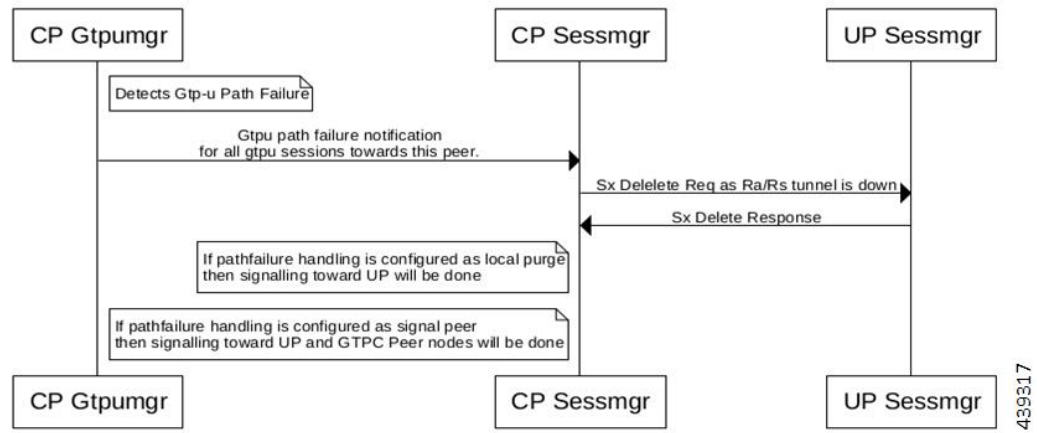 CP Gtpumgr
CP Sessmgr
UP Sessmgr
Detects Gtp-u Path Failure
Gtpu path failure notification
for all gtpu sessions towards this peer.
Sx Delelete Req as Ra/Rs tunnel is down
Sx Delete Response
If pathfailure handling is configured as local purge
then signalling toward UP will be done
If pathfailure handling is configured as signal peer
then signalling toward UP and GTPC Peer nodes will be done
CP Gtpumgr
CP Sessmgr
UP Sessmgr
439317